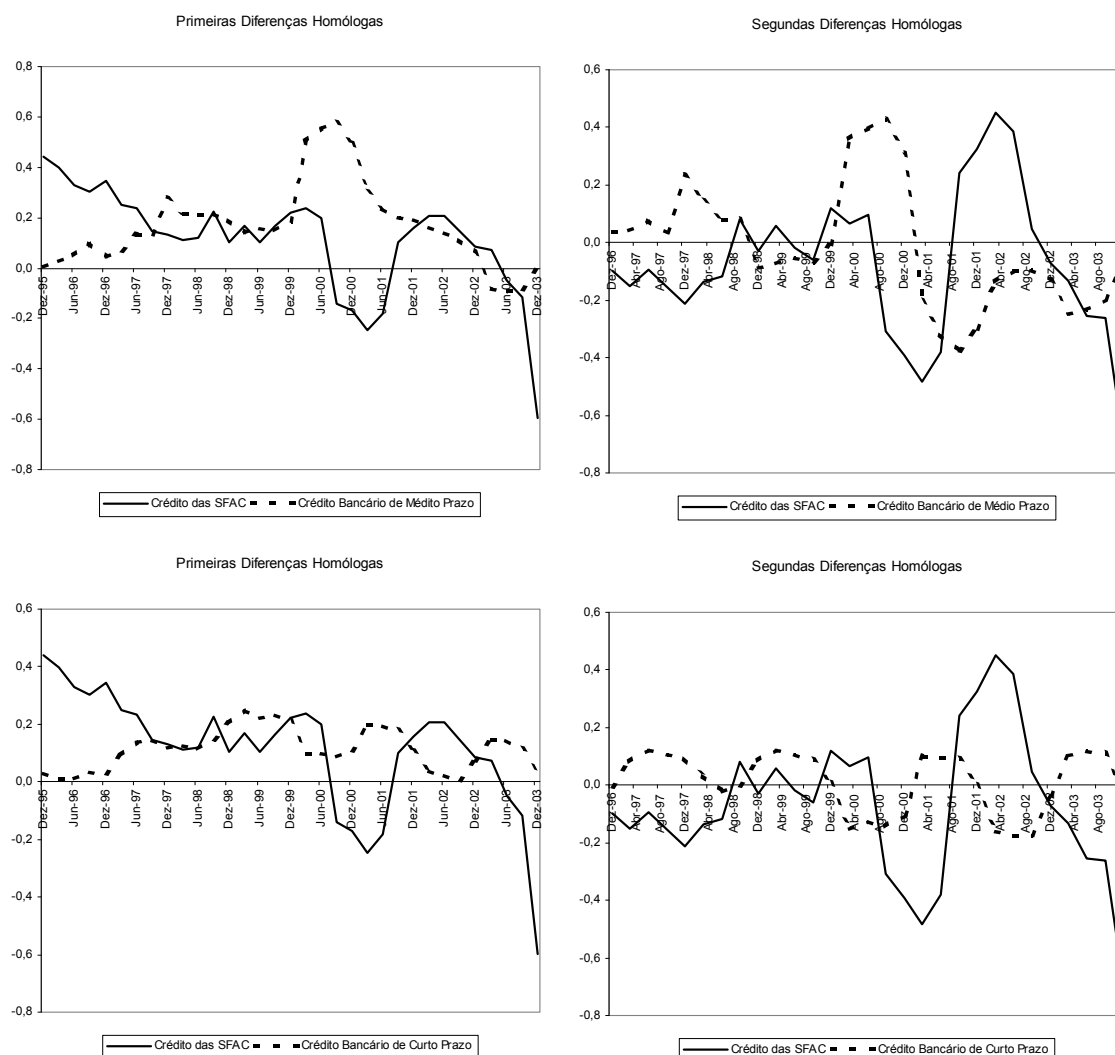 Primeiras Diferenças Homólogas
0,8
0,6
0,4
0,2
0,0
-0,2
-0,4
-0,6
-0,8
Dez-95
Jun-96
Dez-96
Jun-97
Dez-97
Jun-98
Dez-98
Jun-99
Dez-99
Jun-00
Dez-00
Jun-01
Dez-01
Jun-02
Dez-02
Jun-03
Dez-03
Crédito das SFAC Crédito Bancário de Médito Prazo
Segundas Diferenças Homólogas
0,6
0,4
0,2
0,0
-0,2
-0,4
-0,6
-0,8
Dez-96
Abr-97
Ago-97
Dez-97
Abr-98
Ago-98
Dez-98
Abr-99
Ago-99
Dez-99
Abr-00
Ago-00
Dez-00
Abr-01
Ago-01
Dez-01
Abr-02
Ago-02
Dez-02
Abr-03
Ago-03
Crédito das SFAC Crédito Bancário de Médio Prazo
Primeiras Diferenças Homólogas
0,6
0,4
0,2
0,0
-0,2
-0,4
-0,6
-0,8
Dez-95
Jun-96
Dez-96
Jun-97
Dez-97
Jun-98
Dez-98
Jun-99
Dez-99
Jun-00
Dez-00
Jun-01
Dez-01
Jun-02
Dez-02
Jun-03
Dez-03
Crédito das SFAC Crédito Bancário de Curto Prazo
Segundas Diferenças Homólogas
0,6
0,4
0,2
0,0
-0,2
-0,4
-0,6
-0,8
Dez-96
Abr-97
Ago-97
Dez-97
Abr-98
Ago-98
Dez-98
Abr-99
Ago-99
Dez-99
Abr-00
Ago-00
Dez-00
Abr-01
Ago-01
Dez-01
Abr-02
Ago-02
Dez-02
Abr-03
Ago-03
Crédito das SFAC Crédito Bancário de Curto Prazo